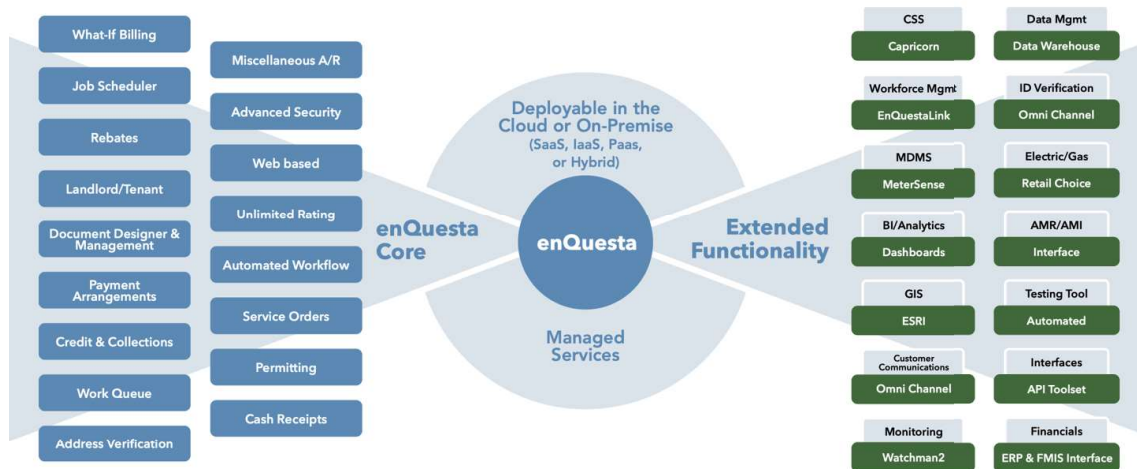 What-If Billing
Job Scheduler
Rebates
Landlord/Tenant
Document Designer &
Management
Payment
Arrangements
Credit & Collections
Work Queue
Address Verification
Miscellaneous A/R
Advanced Security
Web based
Unlimited Rating
Automated Workflow
Service Orders
Permitting
Cash Receipts
enQuesta
Core
Deployable in the
Cloud or On-Premise
(SaaS, IaaS, Paas,
or Hybrid)
enQuesta
Managed
Services
Extended
Functionality
CSS
Capricorn
Workforce Mgmt
EnQuestaLink
MDMS
MeterSense
BI/Analytics
Dashboards
GIS
ESRI
Customer
Communications
Omni Channel
Monitoring
Watchman2
Data Mgmt
Data Warehouse
ID Verification
Omni Channel
Electric/Gas
Retail Choice
AMR/AMI
Interface
Testing Tool
Automated
Interfaces
API Toolset
Financials
ERP & FMIS Interface